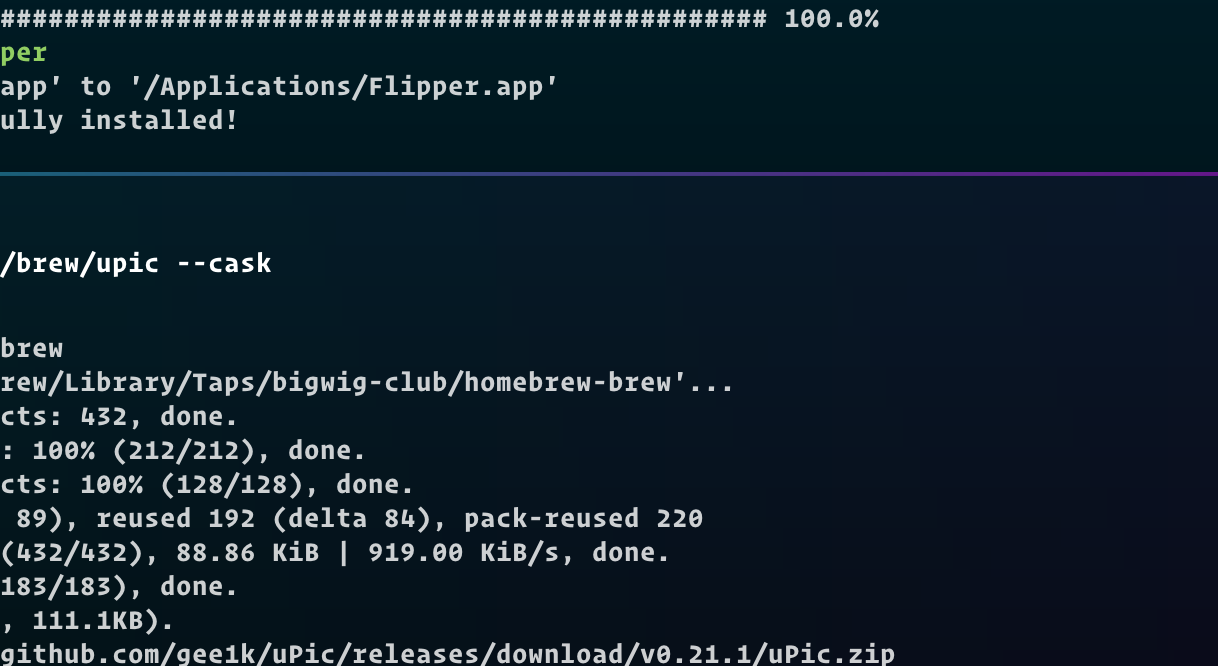 ################################################ 100.0%
per
app' to '/Applications/Flipper.app'
ully installed!
/brew/upic --cask
brew
rew/Library/Taps/bigwig-club/homebrew-brew'...
cts: 432, done.
: 100% (212/212), done.
cts: 100% (128/128), done.
89), reused 192 (delta 84), pack-reused 220
(432/432), 88.86 KiB | 919.00 KiB/s, done.
183/183), done.
, 111.1KB).
github.com/gee1k/uPic/releases/download/v0.21.1/uPic.zip